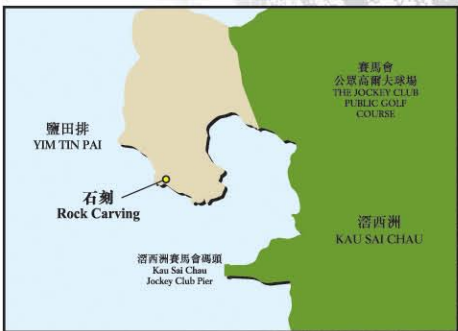 賽馬會
公眾高爾夫球場
THE JOCKEY CLUB
PUBLIC GOLF
COURSE
鹽田排
YIM TIN PAI
石刻
Rock Carving
滘西洲
KAU SAI CHAU
滘西洲賽馬會碼頭
Kau Sai Chau
Jockey Club Pier